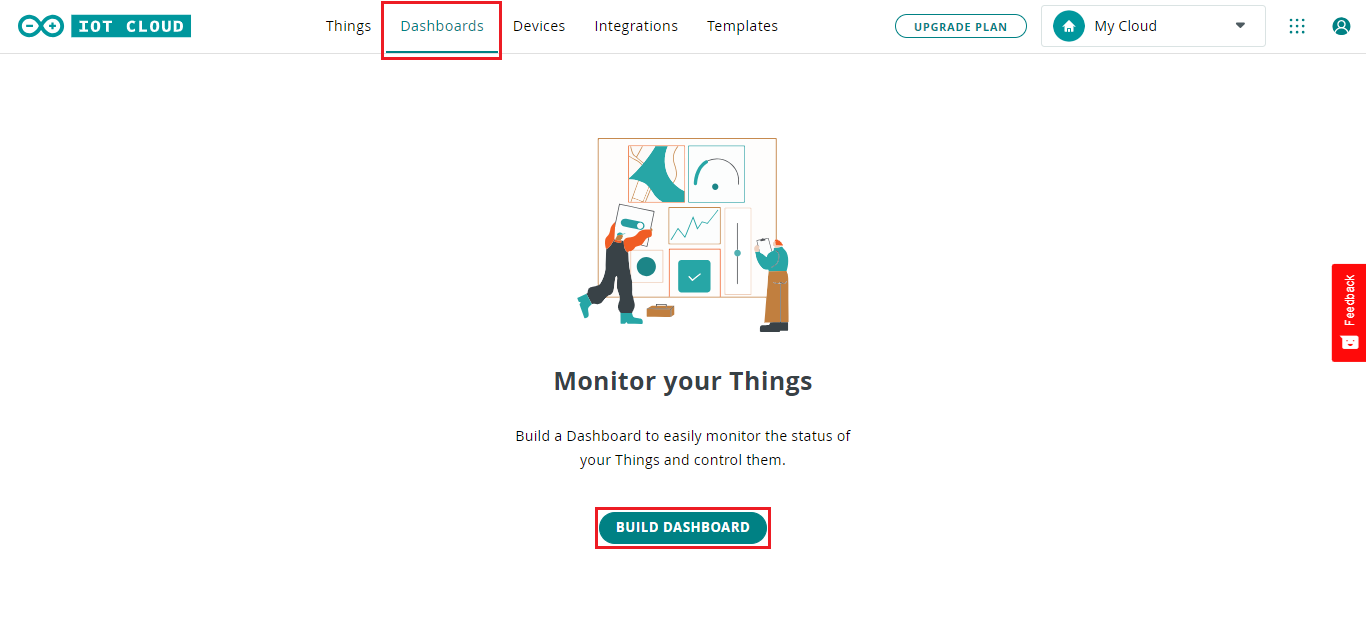 IOT CLOUD
Things Dashboards Devices Integrations Templates
UPGRADE PLAN
My Cloud
Feedback
Monitor your Things
Build a Dashboard to easily monitor the status of
your Things and control them.
BUILD DASHBOARD